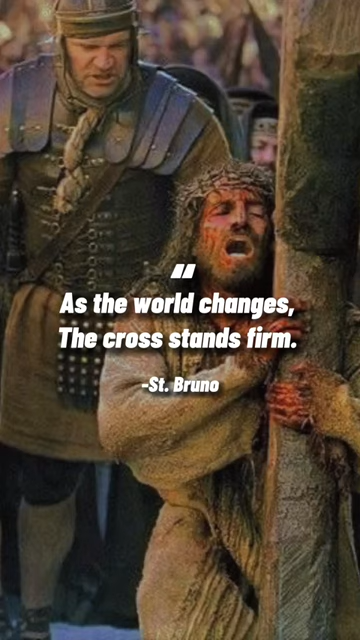 "
As the world changes,
The cross stands firm.
-St. Bruno